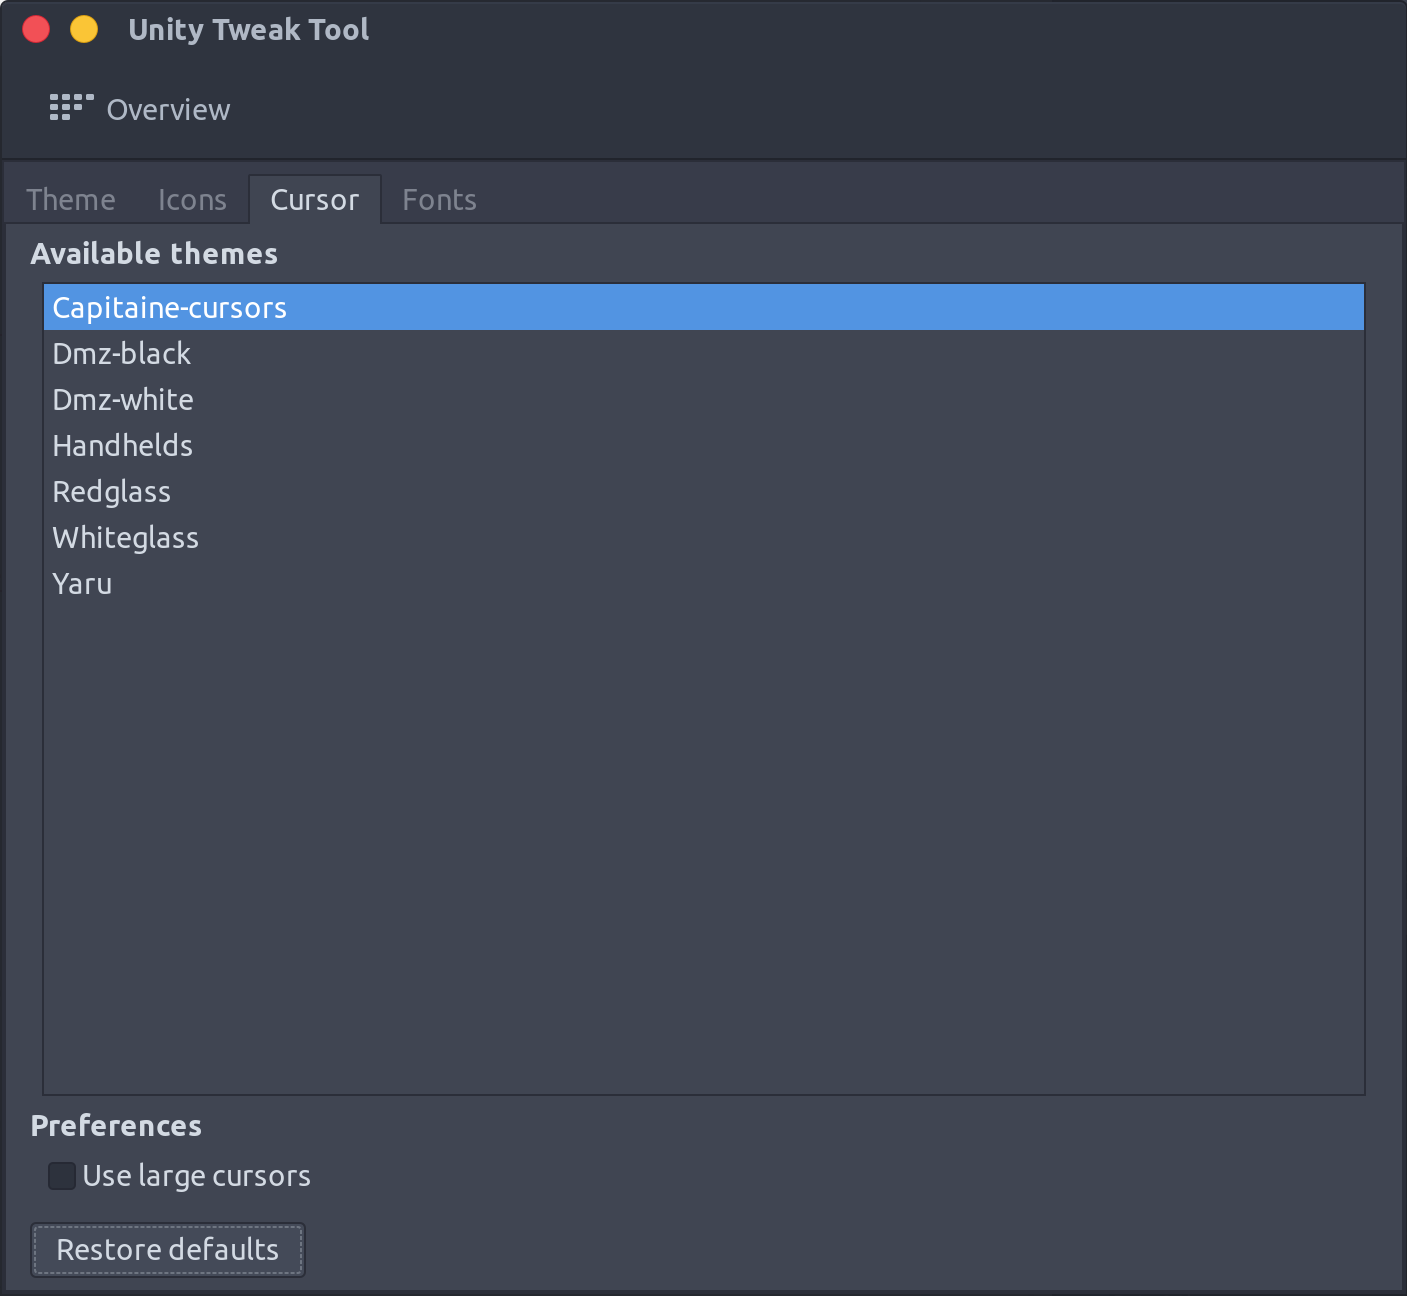 Unity Tweak Tool
Overview
Theme Icons Cursor Fonts
Available themes
Capitaine-cursors
Dmz-black
Dmz-white
Handhelds
Redglass
Whiteglass
Yaru
Preferences
Use large cursors
Restore defaults